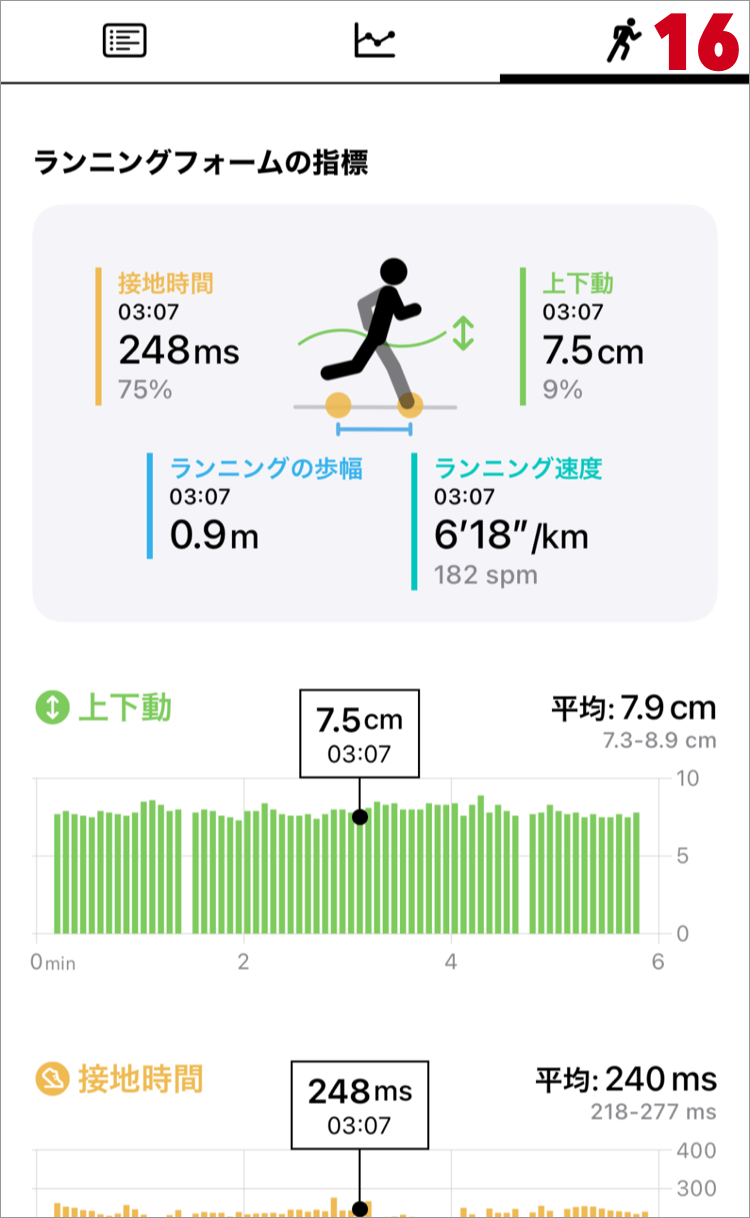 16
ランニングフォームの指標
接地時間
03:07
248ms
75%
上下動
03:07
7.5cm
9%
ランニングの歩幅
03:07
0.9m
ランニング速度
03:07
6’18”/km
182 spm
上下動
7.5cm
03:07
平均: 7.9 cm
7.3-8.9 cm
10
5
0
0min 2 4 6
接地時間
248ms
03:07
平均: 240 ms
218-277 ms
400
300